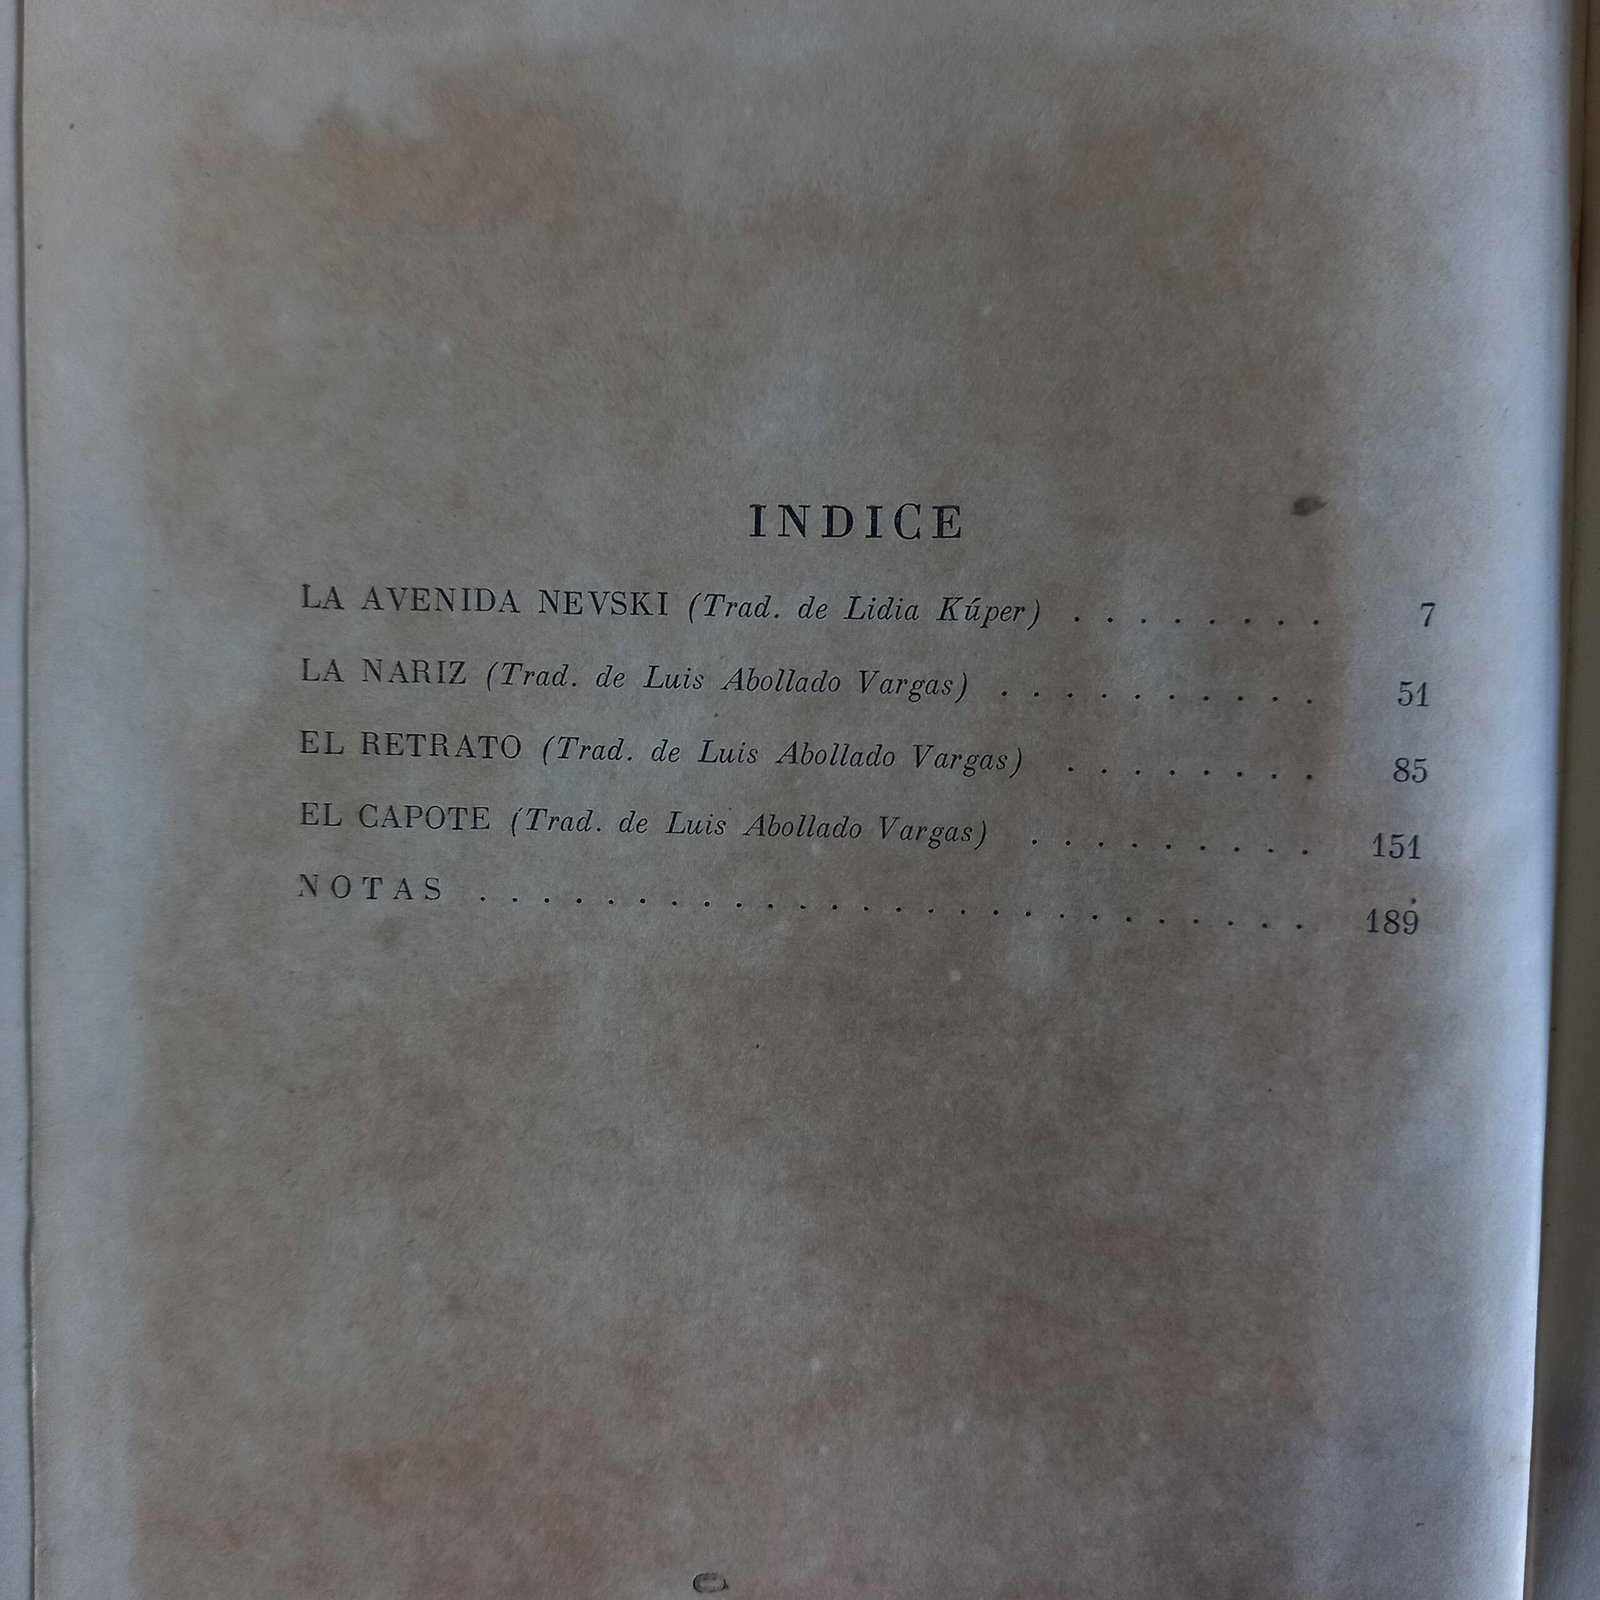 INDICE
LA AVENIDA NEVSKI (Trad. de Lidia Kúper) . . . . . . . . 7
LA NARIZ (Trad. de Luis Abollado Vargas) . . . . . . . . . . 51
EL RETRATO (Trad. de Luis Abollado Vargas) . . . . . . . . 85
EL CAPOTE (Trad. de Luis Abollado Vargas) . . . . . . . . . 151
NOTAS . . . . . . . . . . . . . . . . . . . . . . . . . . 189